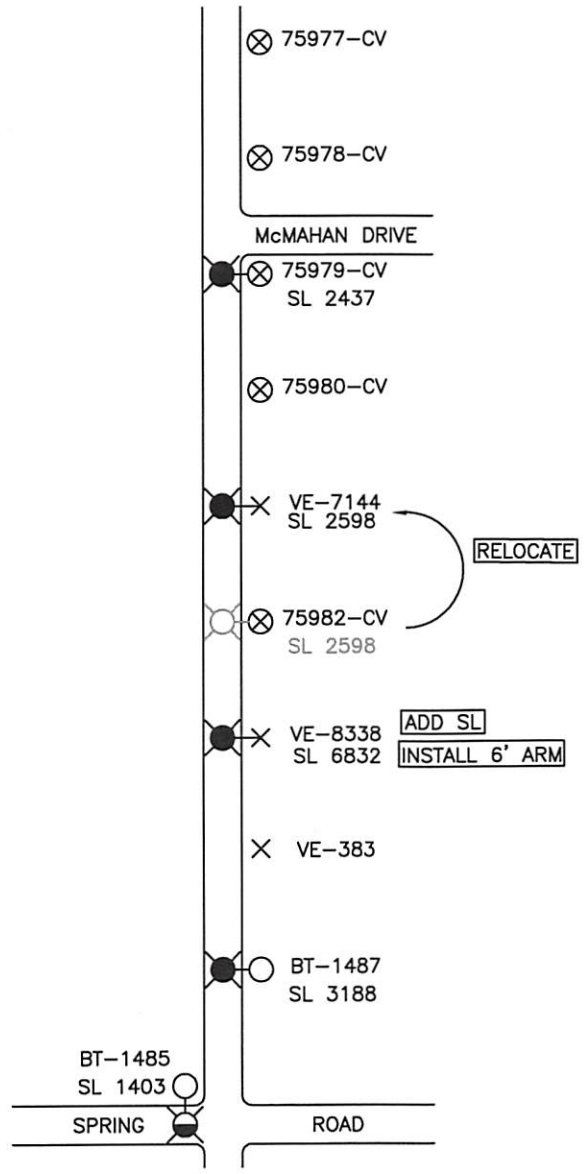 75977-CV
75978-CV
McMAHAN DRIVE
75979-CV
SL 2437
75980-CV
VE-7144
SL 2598
RELOCATE
75982-CV
SL 2598
VE-8338
ADD SL
SL 6832
INSTALL 6' ARM
VE-383
BT-1487
SL 3188
BT-1485
SL 1403
SPRING ROAD